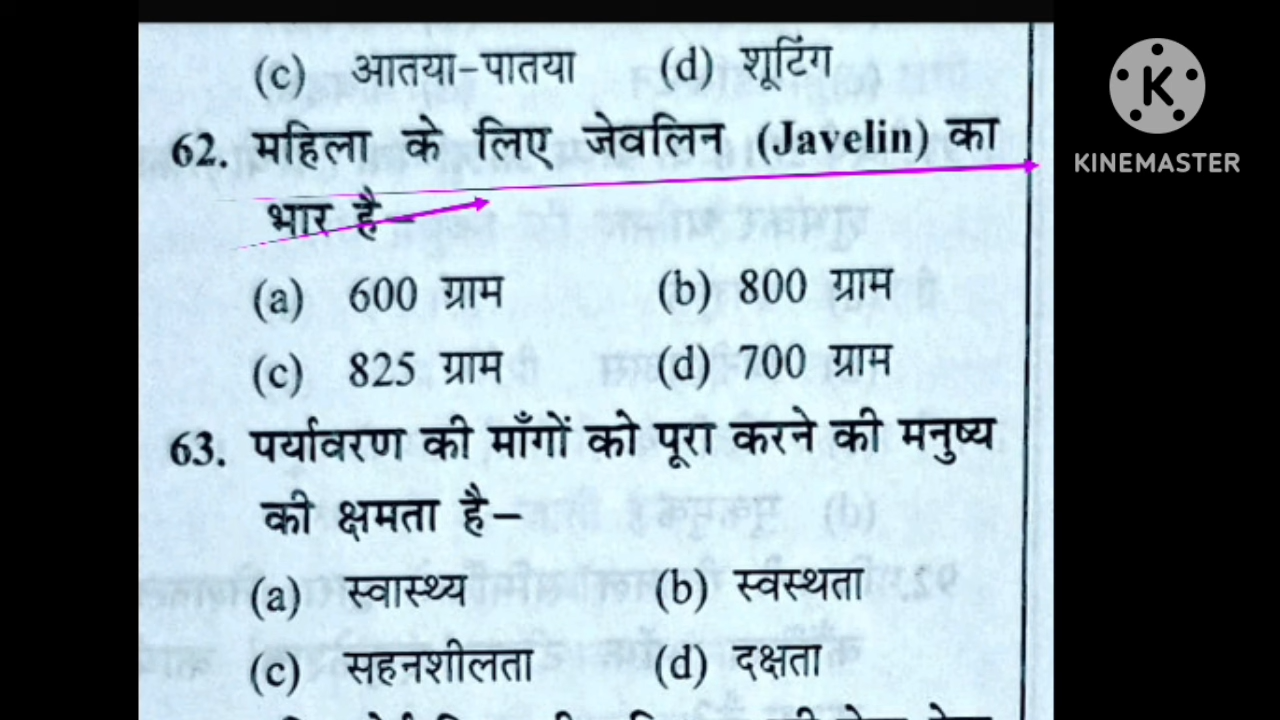 (c) आतया-पातया (d) शूटिंग
62. महिला के लिए जेवलिन (Javelin) का
भार है–
(a) 600 ग्राम (b) 800 ग्राम
(c) 825 ग्राम (d) 700 ग्राम
63. पर्यावरण की माँगों को पूरा करने की मनुष्य
की क्षमता है–
(a) स्वास्थ्य (b) स्वस्थता
(c) सहनशीलता (d) दक्षता
K
KINEMASTER